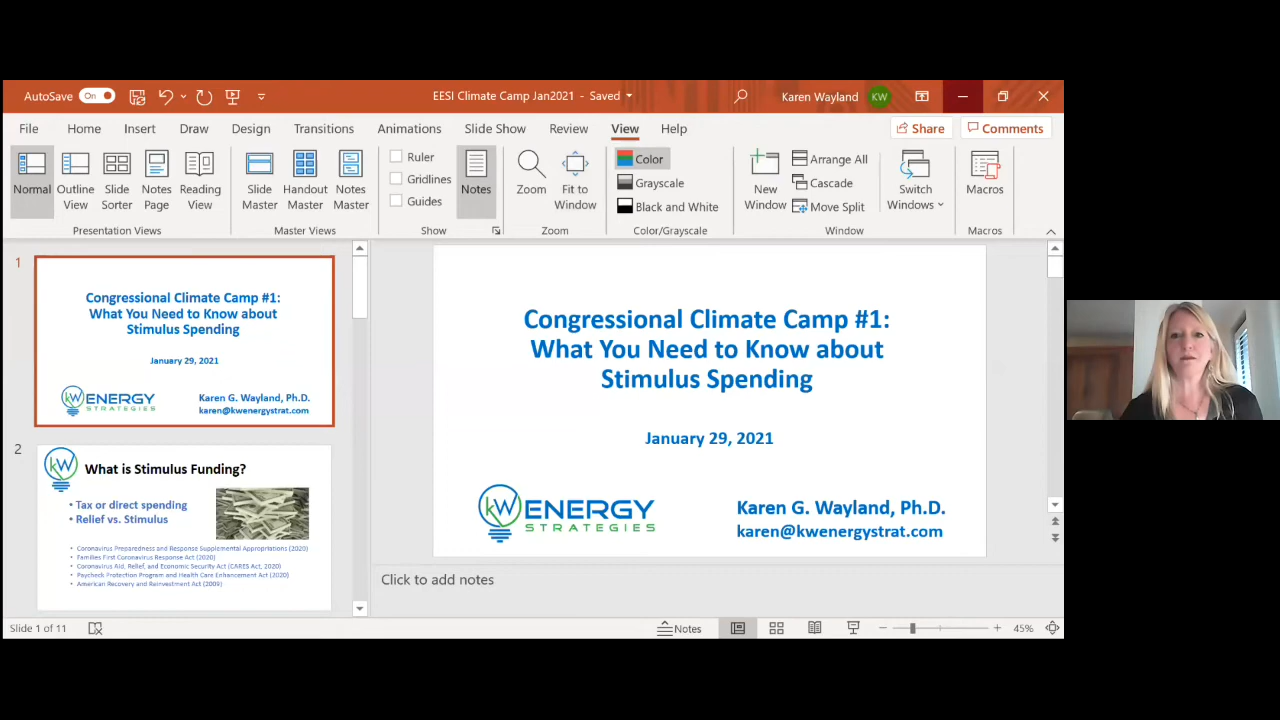 AutoSave On EESI Climate Camp Jan2021 - Saved Karen Wayland KW
File Home Insert Draw Design Transitions Animations Slide Show Review View Help Share Comments
Normal
Outline View
Slide Sorter
Notes Page
Reading View
Presentation Views
Slide Master
Handout Master
Notes Master
Master Views
Ruler
Gridlines
Guides
Notes
Show
Zoom
Fit to Window
Zoom
Color
Grayscale
Black and White
Color/Grayscale
New Window
Arrange All
Cascade
Move Split
Switch Windows
Window
Macros
Macros
1
Congressional Climate Camp #1:
What You Need to Know about
Stimulus Spending
January 29, 2021
kW ENERGY
STRATEGIES
Karen G. Wayland, Ph.D.
karen@kwenergystrat.com
2
kW
What is Stimulus Funding?
• Tax or direct spending
• Relief vs. Stimulus
• Coronavirus Preparedness and Response Supplemental Appropriations (2020)
• Families First Coronavirus Response Act (2020)
• Coronavirus Aid, Relief, and Economic Security Act (CARES Act, 2020)
• Paycheck Protection Program and Health Care Enhancement Act (2020)
• American Recovery and Reinvestment Act (2009)
Congressional Climate Camp #1:
What You Need to Know about
Stimulus Spending
January 29, 2021
kW ENERGY
STRATEGIES
Karen G. Wayland, Ph.D.
karen@kwenergystrat.com
Click to add notes
Slide 1 of 11 Notes 45%